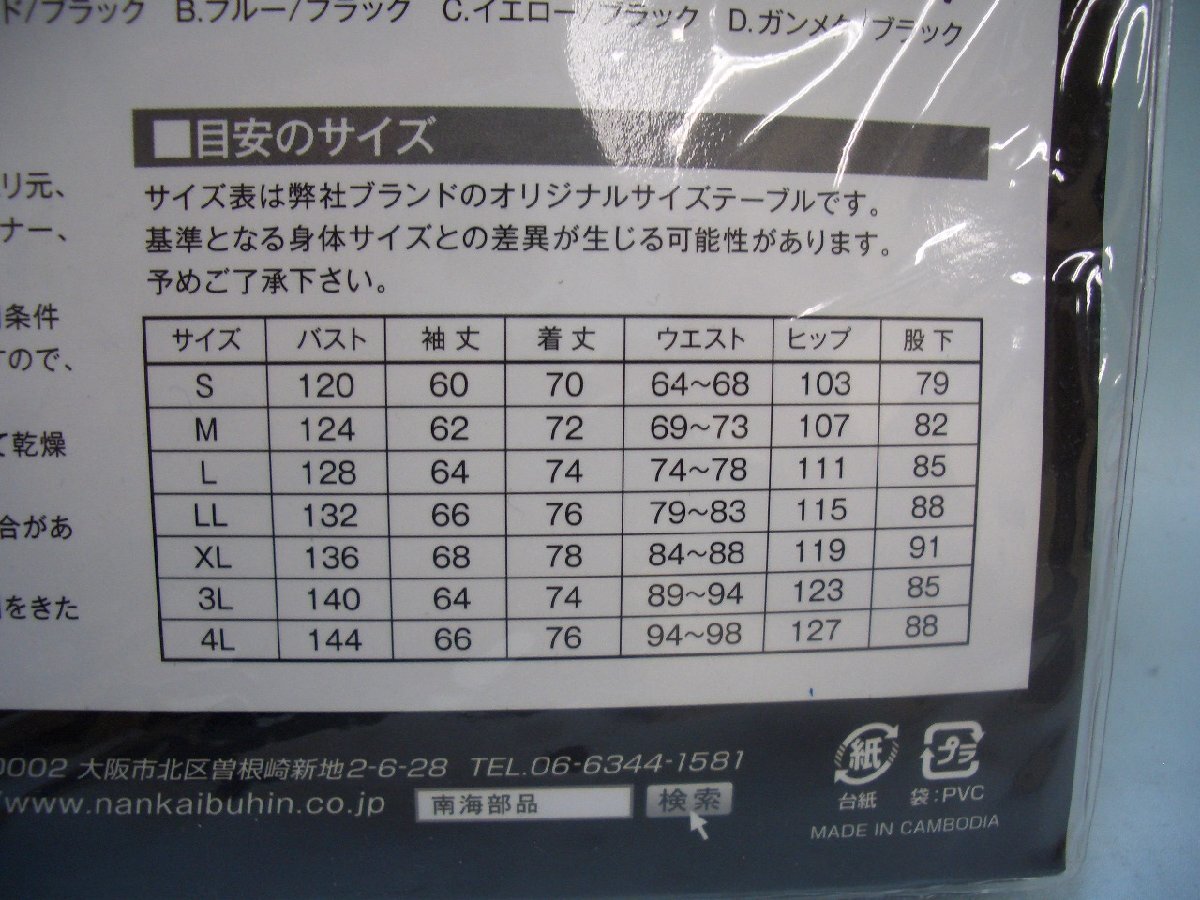 ド/ブラック B.ブルー/ブラック C.イエロー/ブラック D.ガンメタ/ブラック
■目安のサイズ
サイズ表は弊社ブランドのオリジナルサイズテーブルです。
基準となる身体サイズとの差異が生じる可能性があります。
予めご了承下さい。
リ元、
ナー、
条件
すので、
て乾燥
合があ
をきた
サイズ バスト 袖丈 着丈 ウエスト ヒップ 股下
S 120 60 70 64~68 103 79
M 124 62 72 69~73 107 82
L 128 64 74 74~78 111 85
LL 132 66 76 79~83 115 88
XL 136 68 78 84~88 119 91
3L 140 64 74 89~94 123 85
4L 144 66 76 94~98 127 88
0002 大阪市北区曽根崎新地2-6-28 TEL.06-6344-1581
/www.nankaibuhin.co.jp 南海部品 検索
紙 プラ
台紙 袋:PVC
MADE IN CAMBODIA